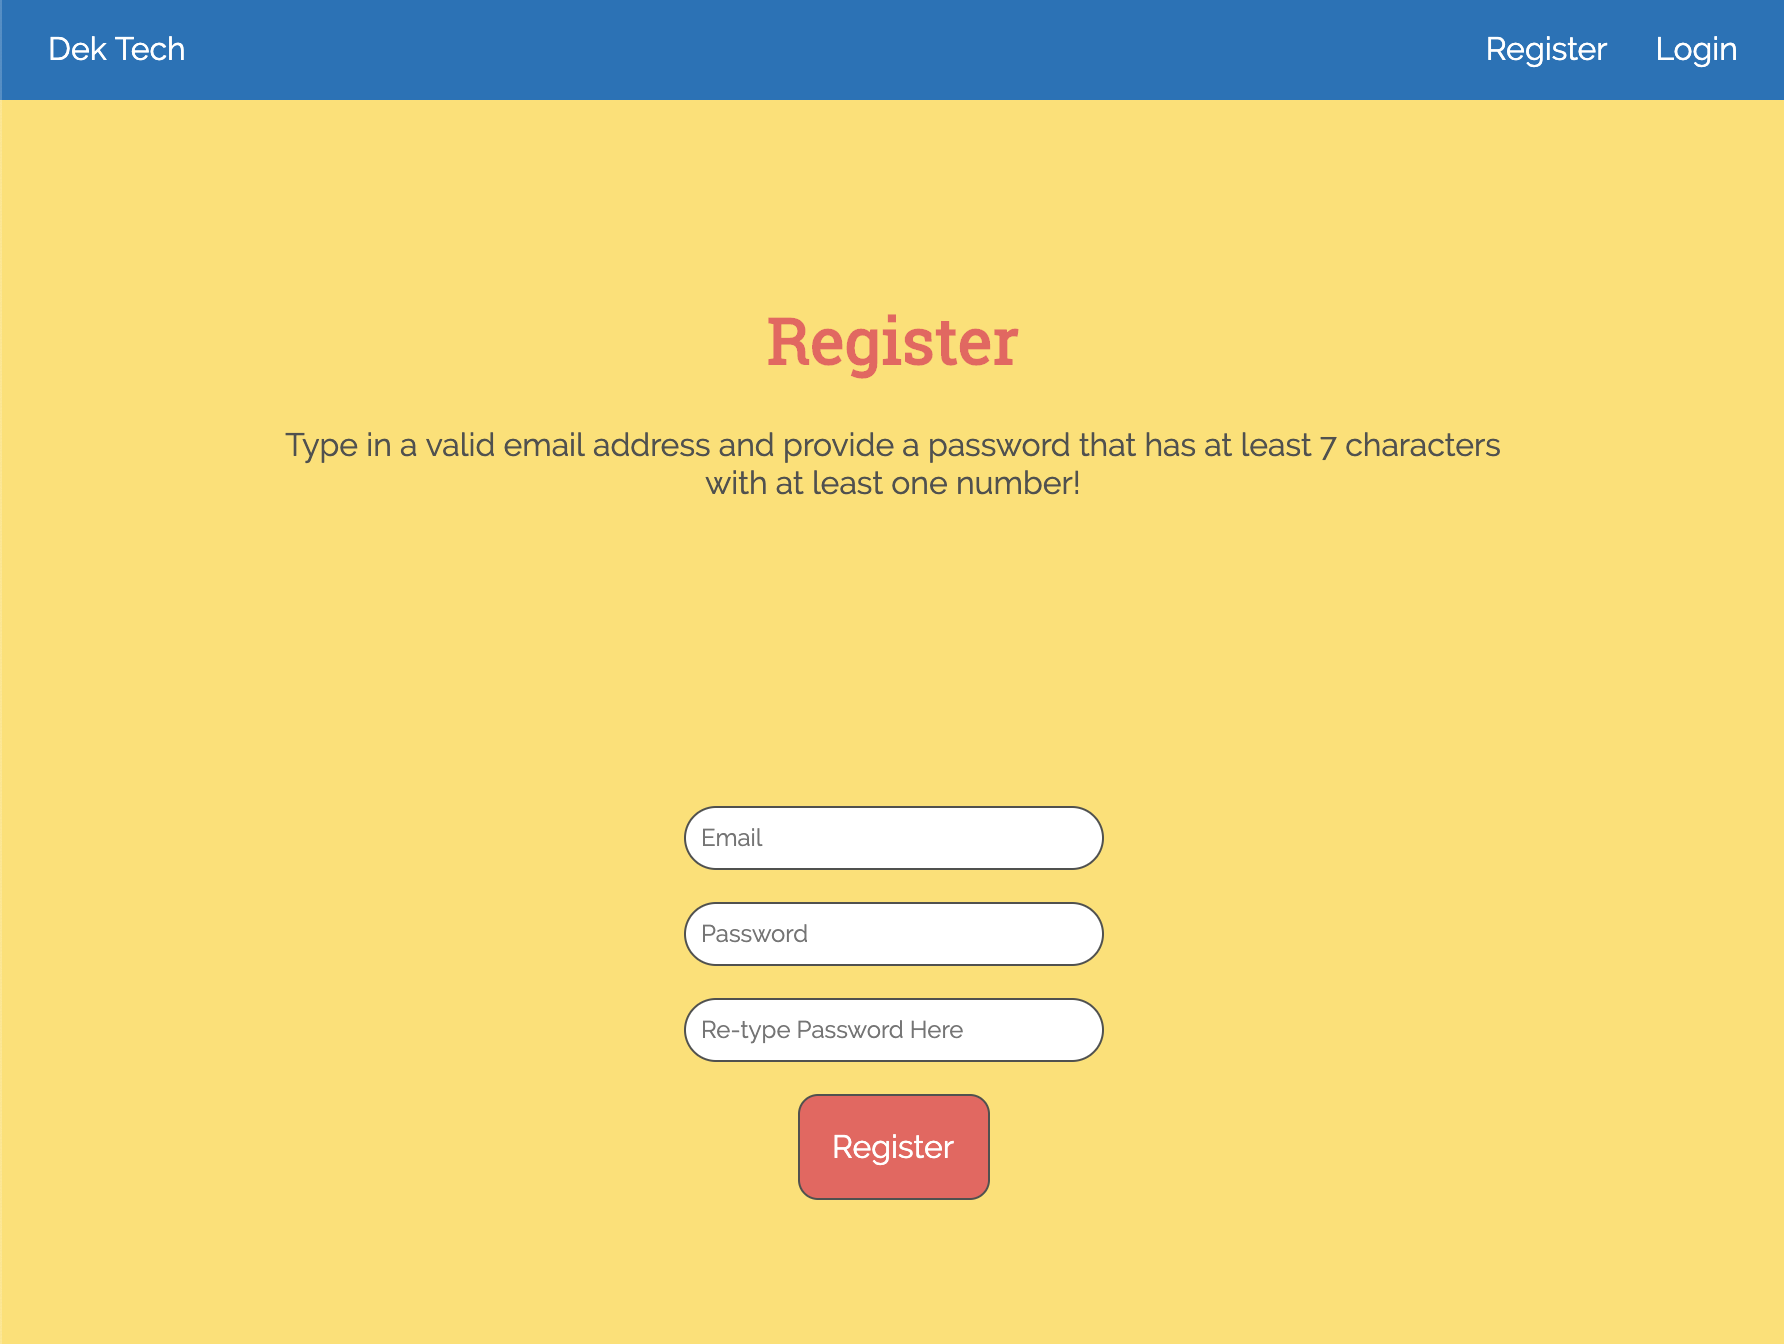 Dek Tech
Register
Login
Register
Type in a valid email address and provide a password that has at least 7 characters
with at least one number!
Email
Password
Re-type Password Here
Register